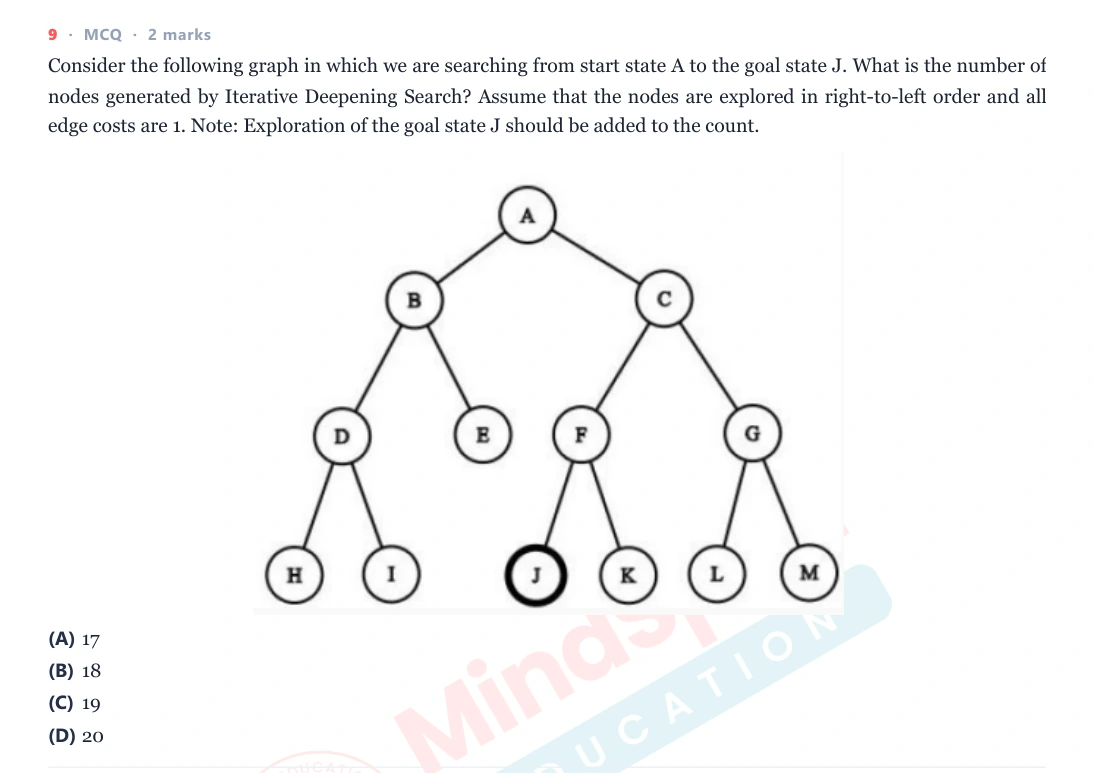 9 · MCQ · 2 marks
Consider the following graph in which we are searching from start state A to the goal state J. What is the number of
nodes generated by Iterative Deepening Search? Assume that the nodes are explored in right-to-left order and all
edge costs are 1. Note: Exploration of the goal state J should be added to the count.
A
B C
D E F G
H I J K L M
(A) 17
(B) 18
(C) 19
(D) 20